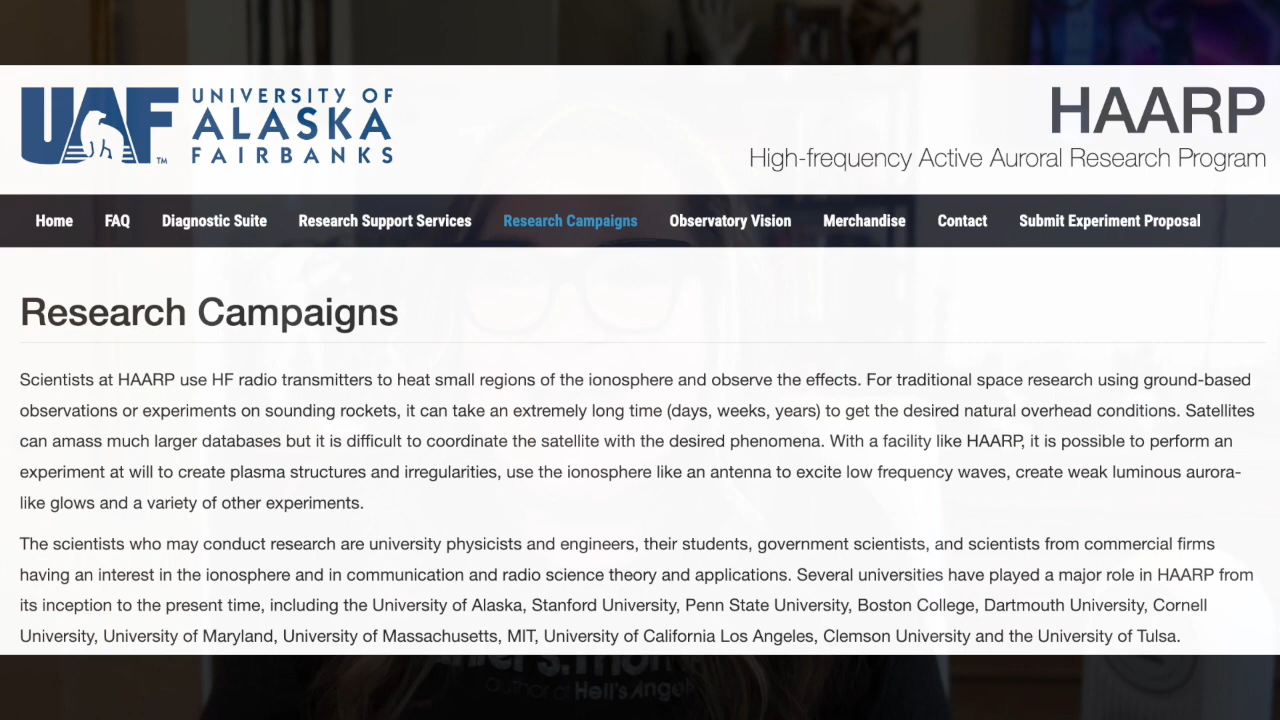 UAF
TM
UNIVERSITY OF
ALASKA
FAIRBANKS
HAARP
High-frequency Active Auroral Research Program
Home FAQ Diagnostic Suite Research Support Services Research Campaigns Observatory Vision Merchandise Contact Submit Experiment Proposal
Research Campaigns
Scientists at HAARP use HF radio transmitters to heat small regions of the ionosphere and observe the effects. For traditional space research using ground-based
observations or experiments on sounding rockets, it can take an extremely long time (days, weeks, years) to get the desired natural overhead conditions. Satellites
can amass much larger databases but it is difficult to coordinate the satellite with the desired phenomena. With a facility like HAARP, it is possible to perform an
experiment at will to create plasma structures and irregularities, use the ionosphere like an antenna to excite low frequency waves, create weak luminous aurora-
like glows and a variety of other experiments.
The scientists who may conduct research are university physicists and engineers, their students, government scientists, and scientists from commercial firms
having an interest in the ionosphere and in communication and radio science theory and applications. Several universities have played a major role in HAARP from
its inception to the present time, including the University of Alaska, Stanford University, Penn State University, Boston College, Dartmouth University, Cornell
University, University of Maryland, University of Massachusetts, MIT, University of California Los Angeles, Clemson University and the University of Tulsa.
author of Hell's Ange